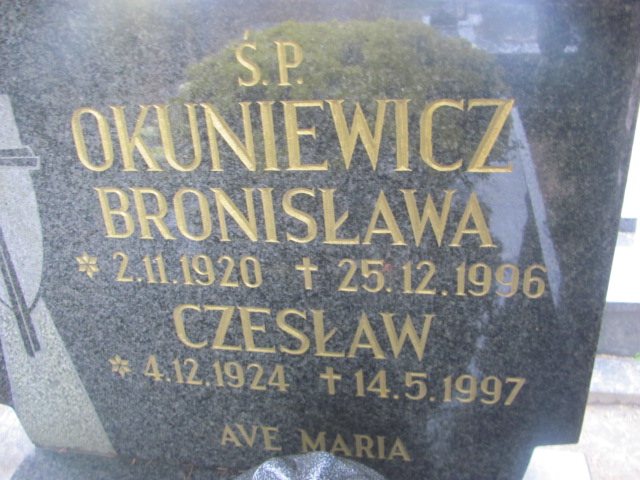 Ś.P.
OKUNIEWICZ
BRONISŁAWA
* 2.11.1920 † 25.12.1996
CZESŁAW
* 4.12.1924 † 14.5.1997
AVE MARIA